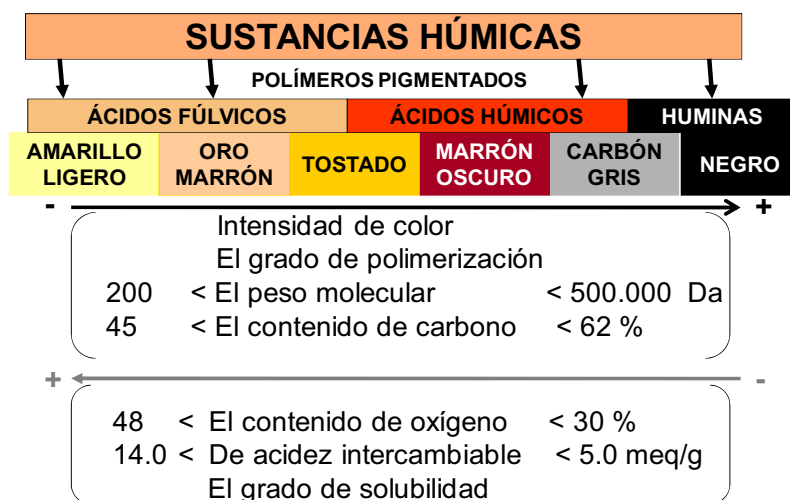 SUSTANCIAS HÚMICAS
POLÍMEROS PIGMENTADOS
ÁCIDOS FÚLVICOS ÁCIDOS HÚMICOS HUMINAS
AMARILLO LIGERO
ORO MARRÓN
TOSTADO
MARRÓN OSCURO
CARBÓN GRIS
NEGRO
- +
Intensidad de color
El grado de polimerización
200 < El peso molecular < 500.000 Da
45 < El contenido de carbono < 62 %
+ -
48 < El contenido de oxígeno < 30 %
14.0 < De acidez intercambiable < 5.0 meq/g
El grado de solubilidad